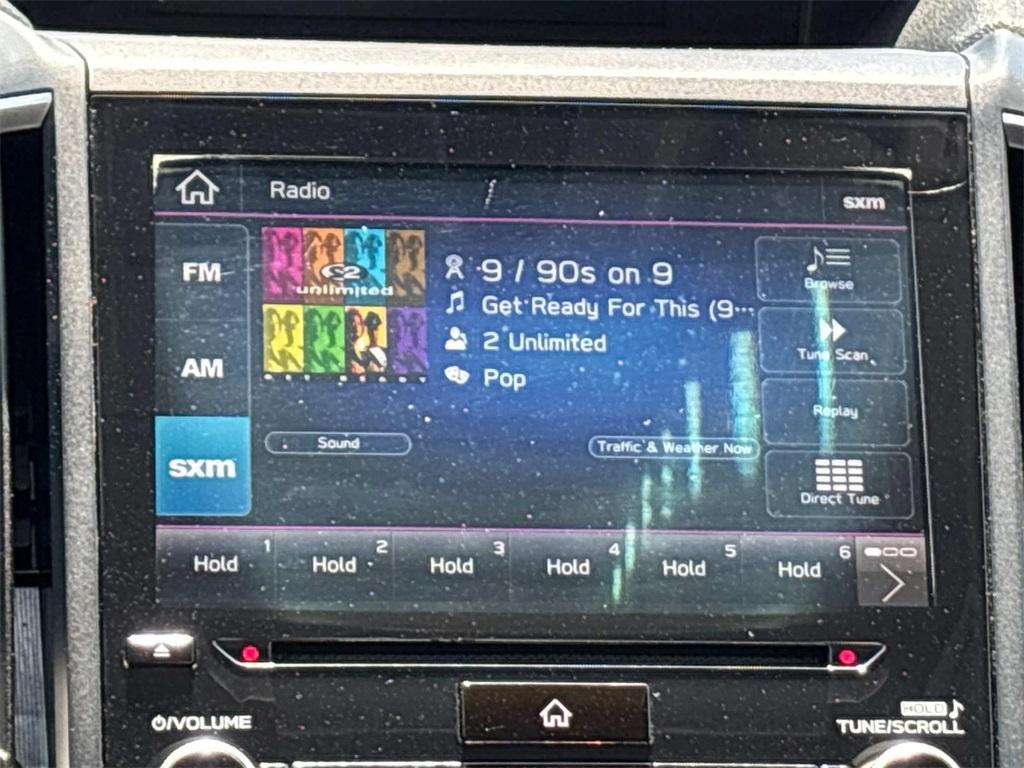 Radio
sxm
FM
AM
sxm
2
unlimited
9 / 90s on 9
Get Ready For This (9···
2 Unlimited
Pop
Browse
Tune Scan
Replay
Direct Tune
Sound
Traffic & Weather Now
Hold 1
Hold 2
Hold 3
Hold 4
Hold 5
Hold 6
/VOLUME
HOLD
TUNE/SCROLL